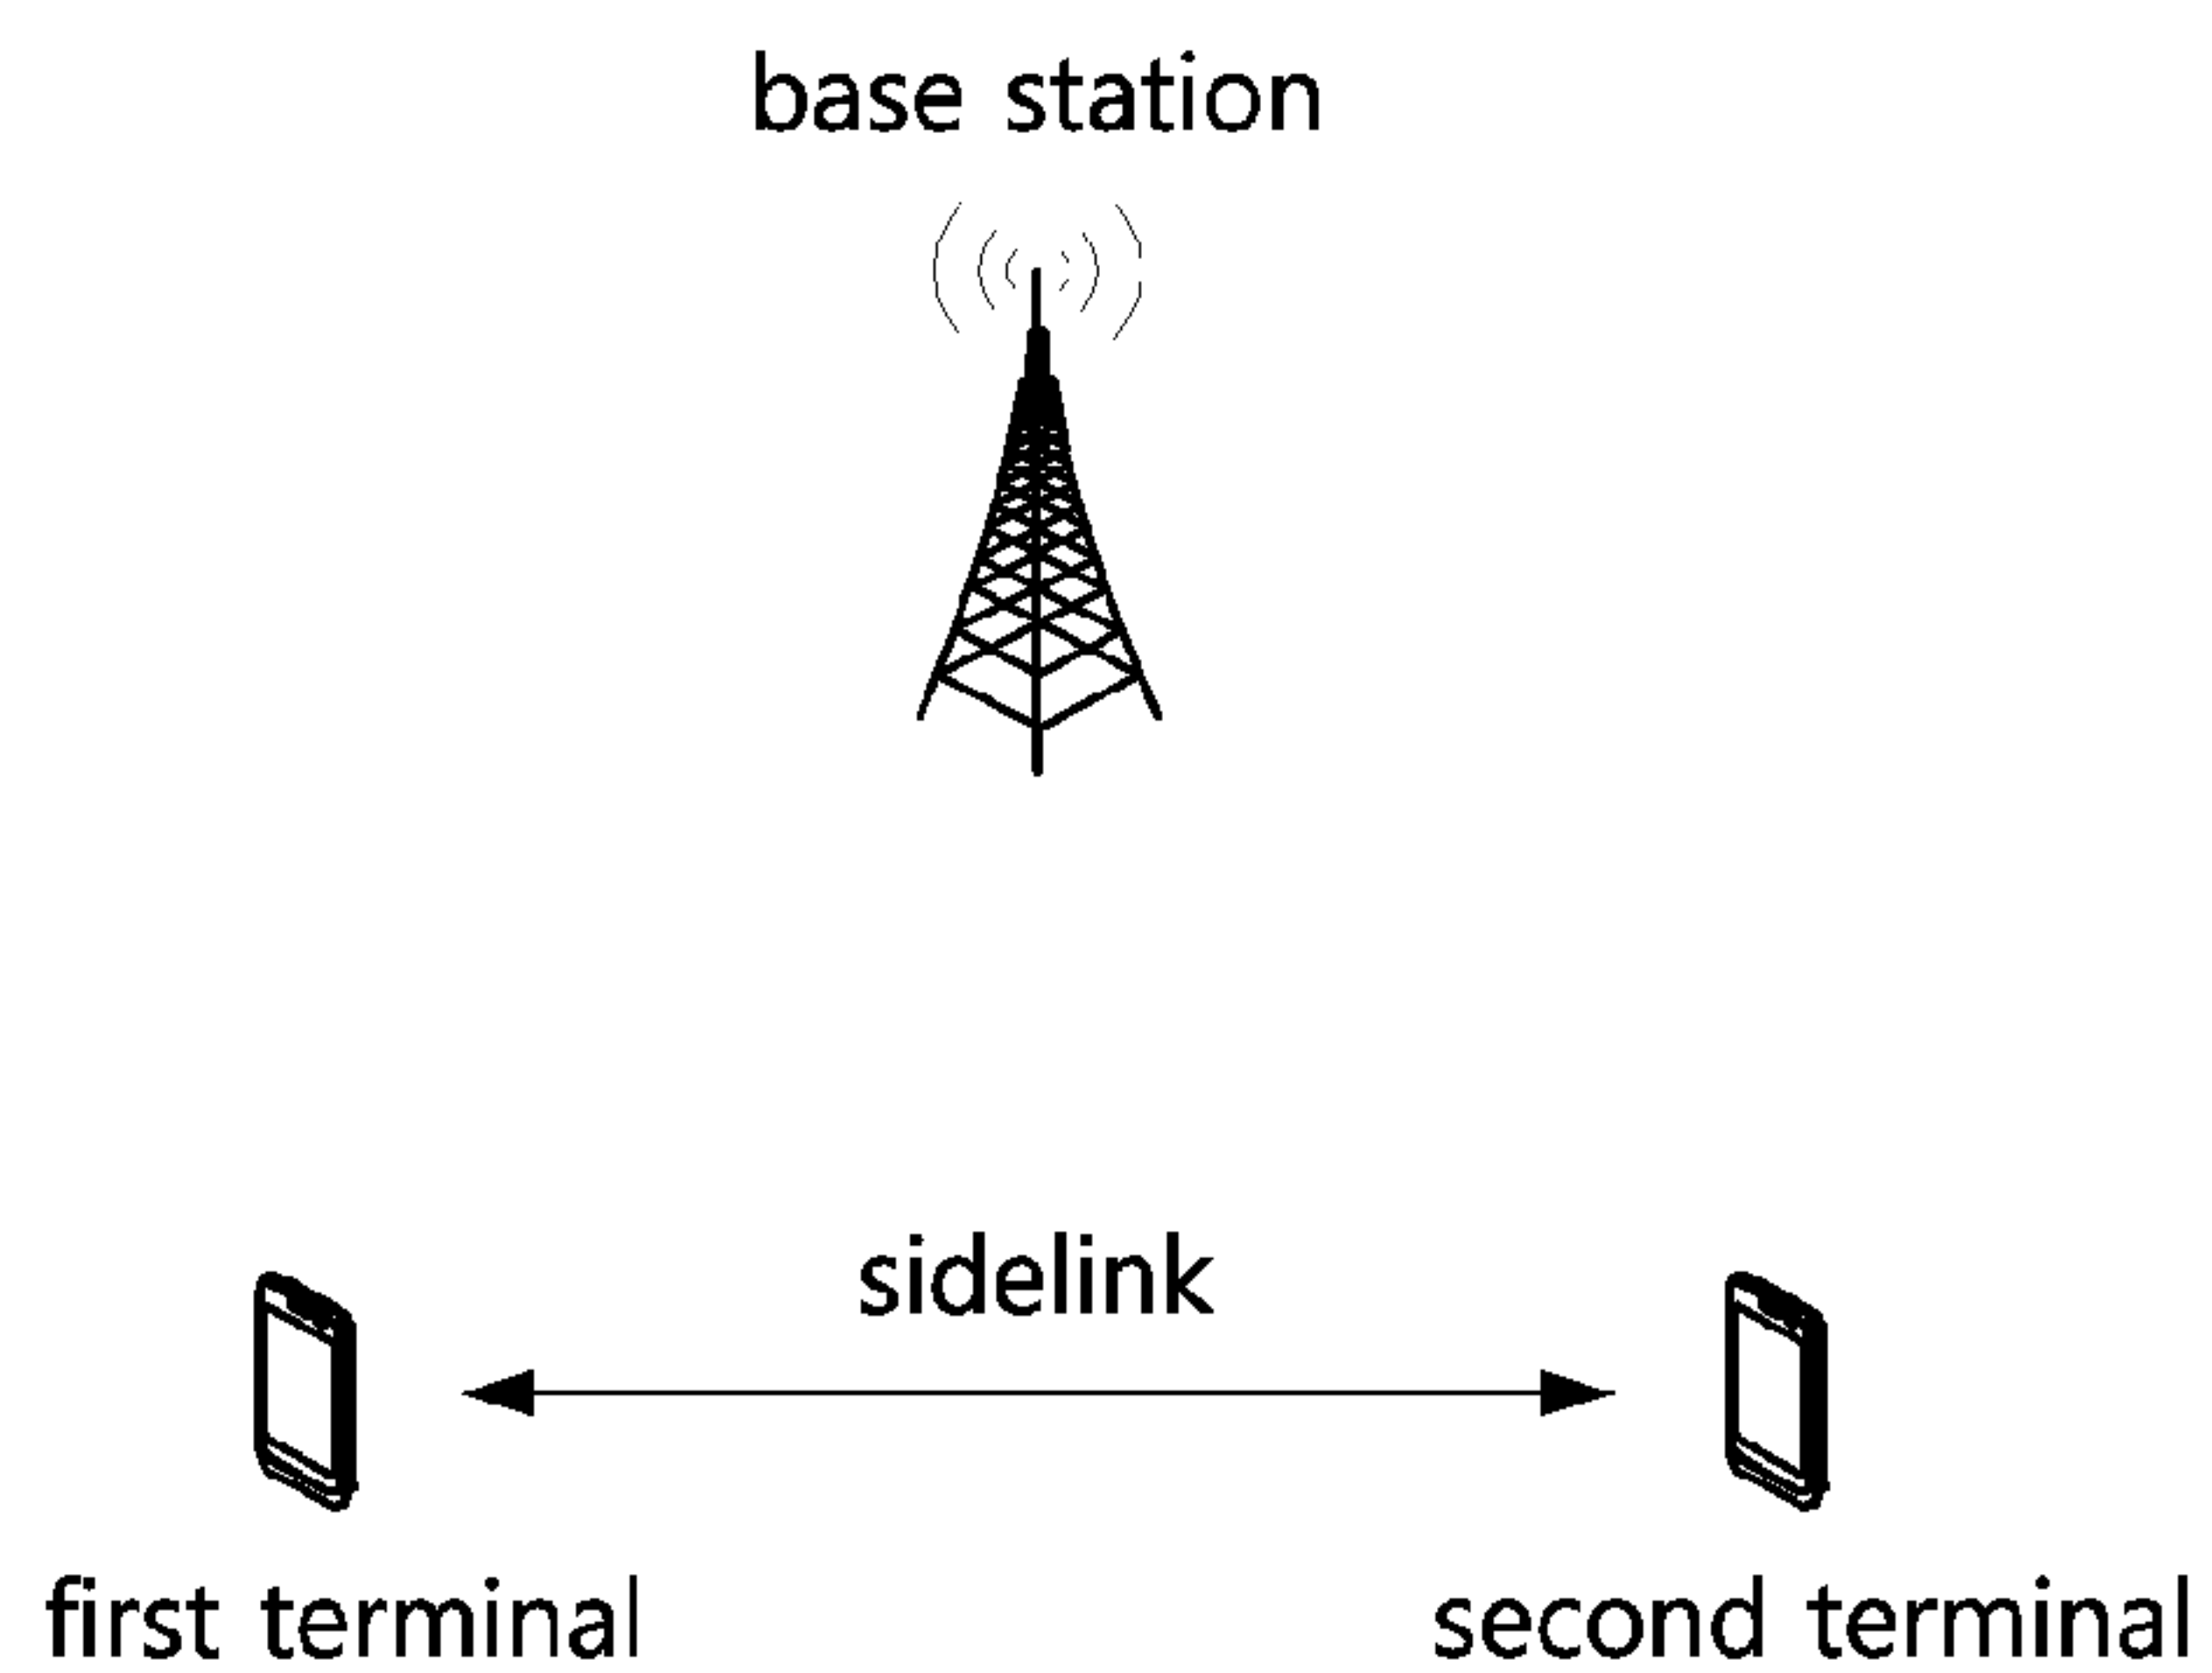 base station
sidelink
first terminal
second terminal